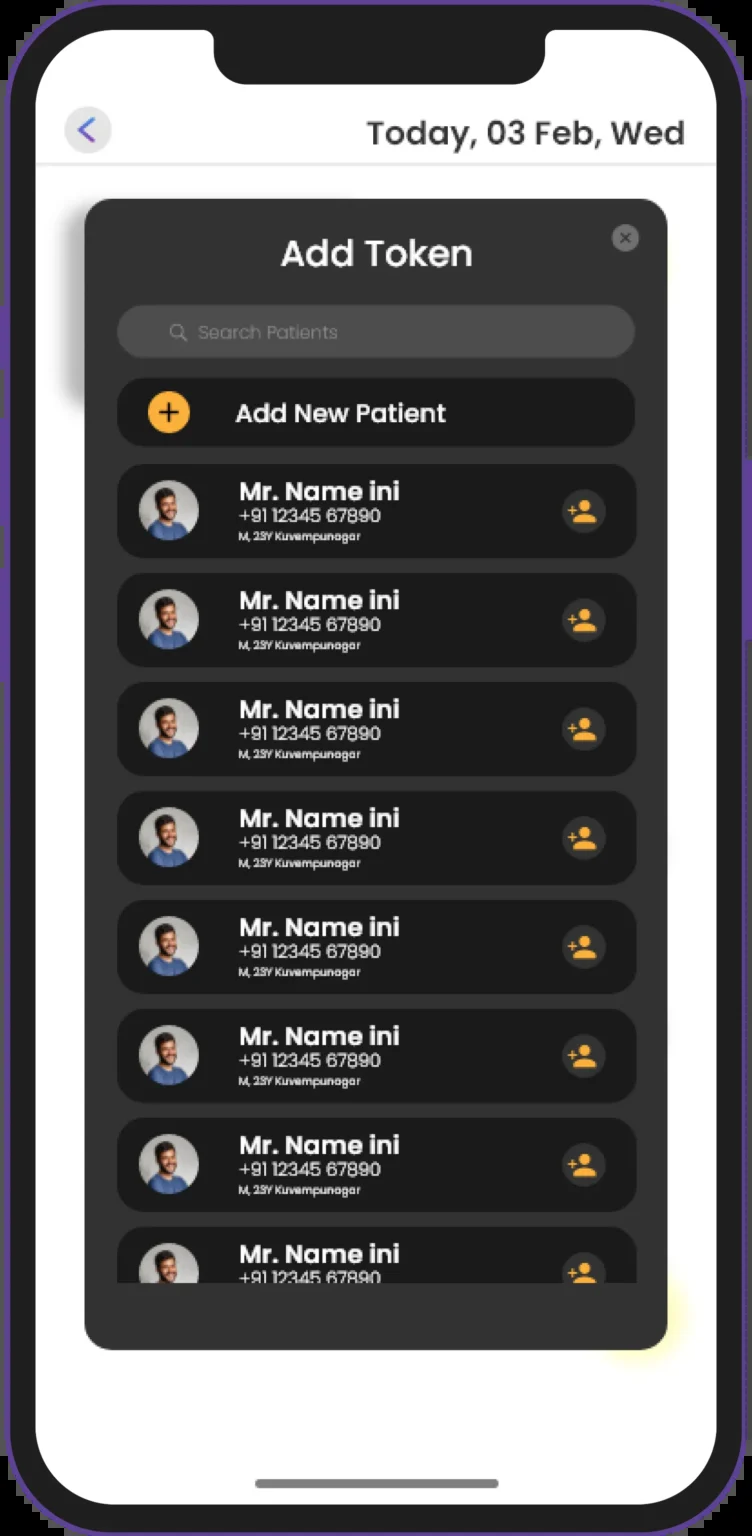 Today, 03 Feb, Wed
Add Token
Search Patients
Add New Patient
Mr. Name ini
+91 12345 67890
M, 23Y Kuvempunagar
Mr. Name ini
+91 12345 67890
M, 23Y Kuvempunagar
Mr. Name ini
+91 12345 67890
M, 23Y Kuvempunagar
Mr. Name ini
+91 12345 67890
M, 23Y Kuvempunagar
Mr. Name ini
+91 12345 67890
M, 23Y Kuvempunagar
Mr. Name ini
+91 12345 67890
M, 23Y Kuvempunagar
Mr. Name ini
+91 12345 67890
M, 23Y Kuvempunagar
Mr. Name ini
+91 12345 67890